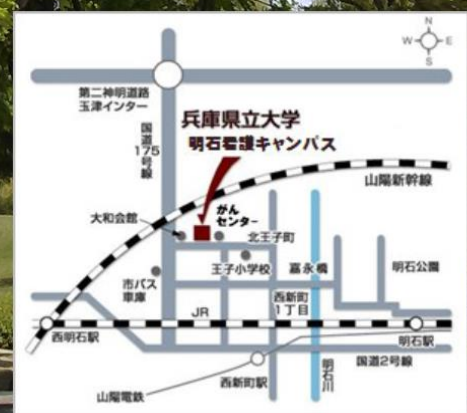 N
W E
S
第二神明道路
玉津インター
国道175号線
兵庫県立大学
明石看護キャンパス
山陽新幹線
がん
センター
大和会館
北王子町
王子小学校
嘉永橋
明石公園
市バス
車庫
西新町
1丁目
JR
西明石駅
明石駅
国道2号線
明石川
西新町駅
山陽電鉄